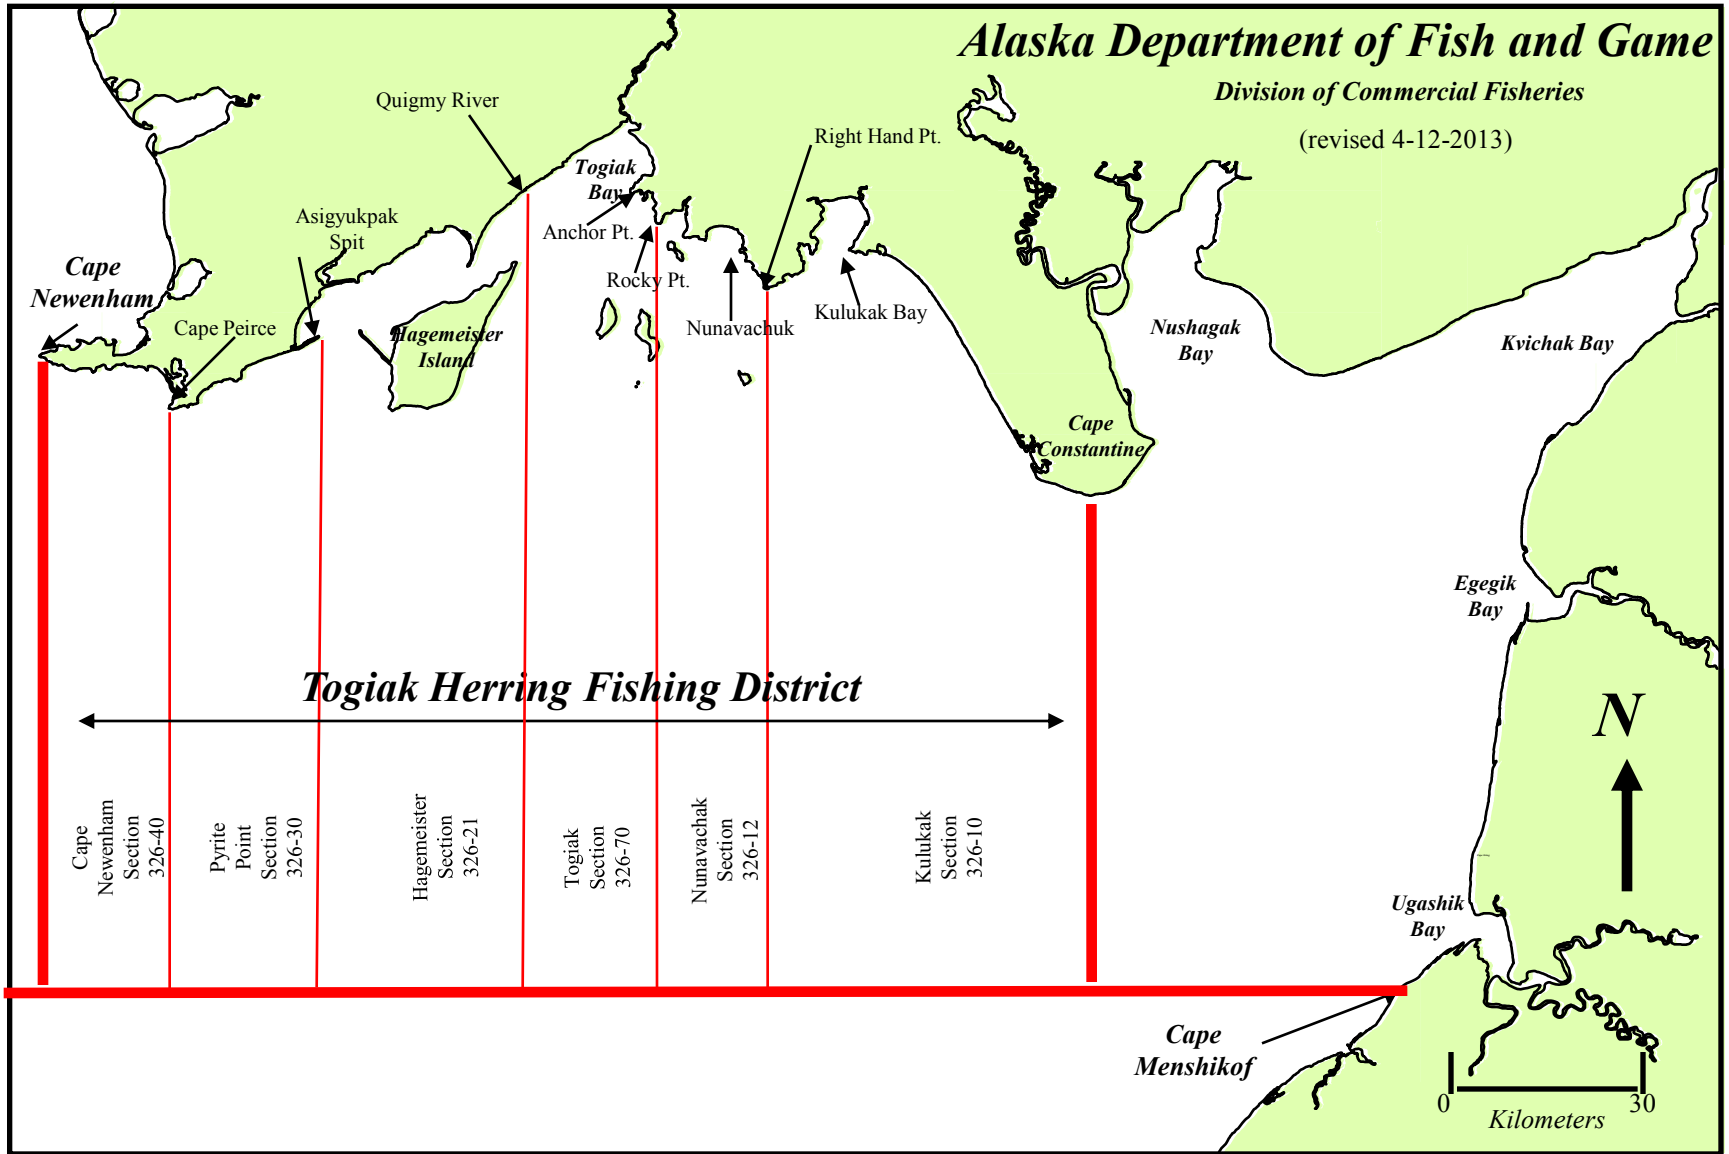 Alaska Department of Fish and Game
Division of Commercial Fisheries
(revised 4-12-2013)
Quigmy River
Right Hand Pt.
Togiak
Bay
Asigyukpak
Spit
Anchor Pt.
Cape
Newenham
Rocky Pt.
Cape Peirce
Nunavachuk
Kulukak Bay
Hagemeister
Island
Nushagak
Bay
Kvichak Bay
Cape
Constantine
Egegik
Bay
Togiak Herring Fishing District
N
Cape
Newenham
Section
326-40
Pyrite
Point
Section
326-30
Hagemeister
Section
326-21
Togiak
Section
326-70
Nunavachak
Section
326-12
Kulukak
Section
326-10
Ugashik
Bay
Cape
Menshikof
0 30
Kilometers